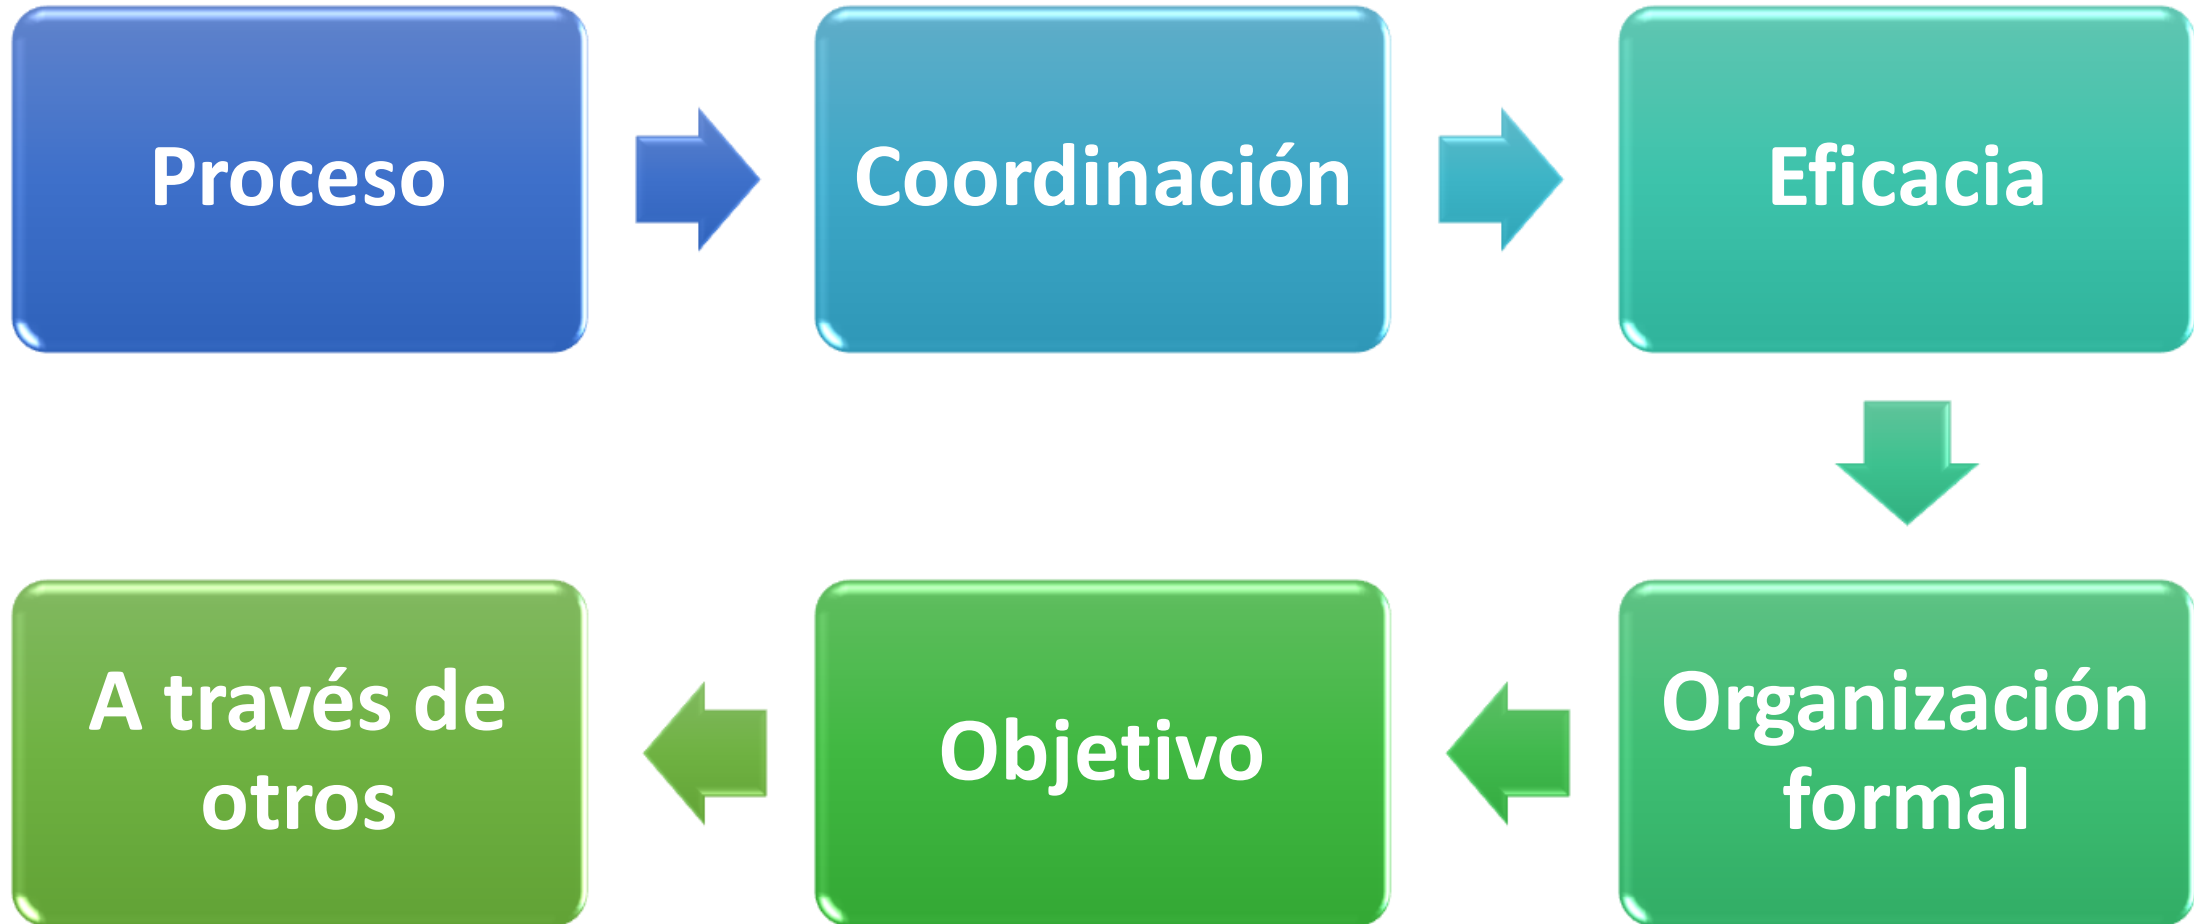 Proceso
Coordinación
Eficacia
Organización
formal
Objetivo
A través de
otros